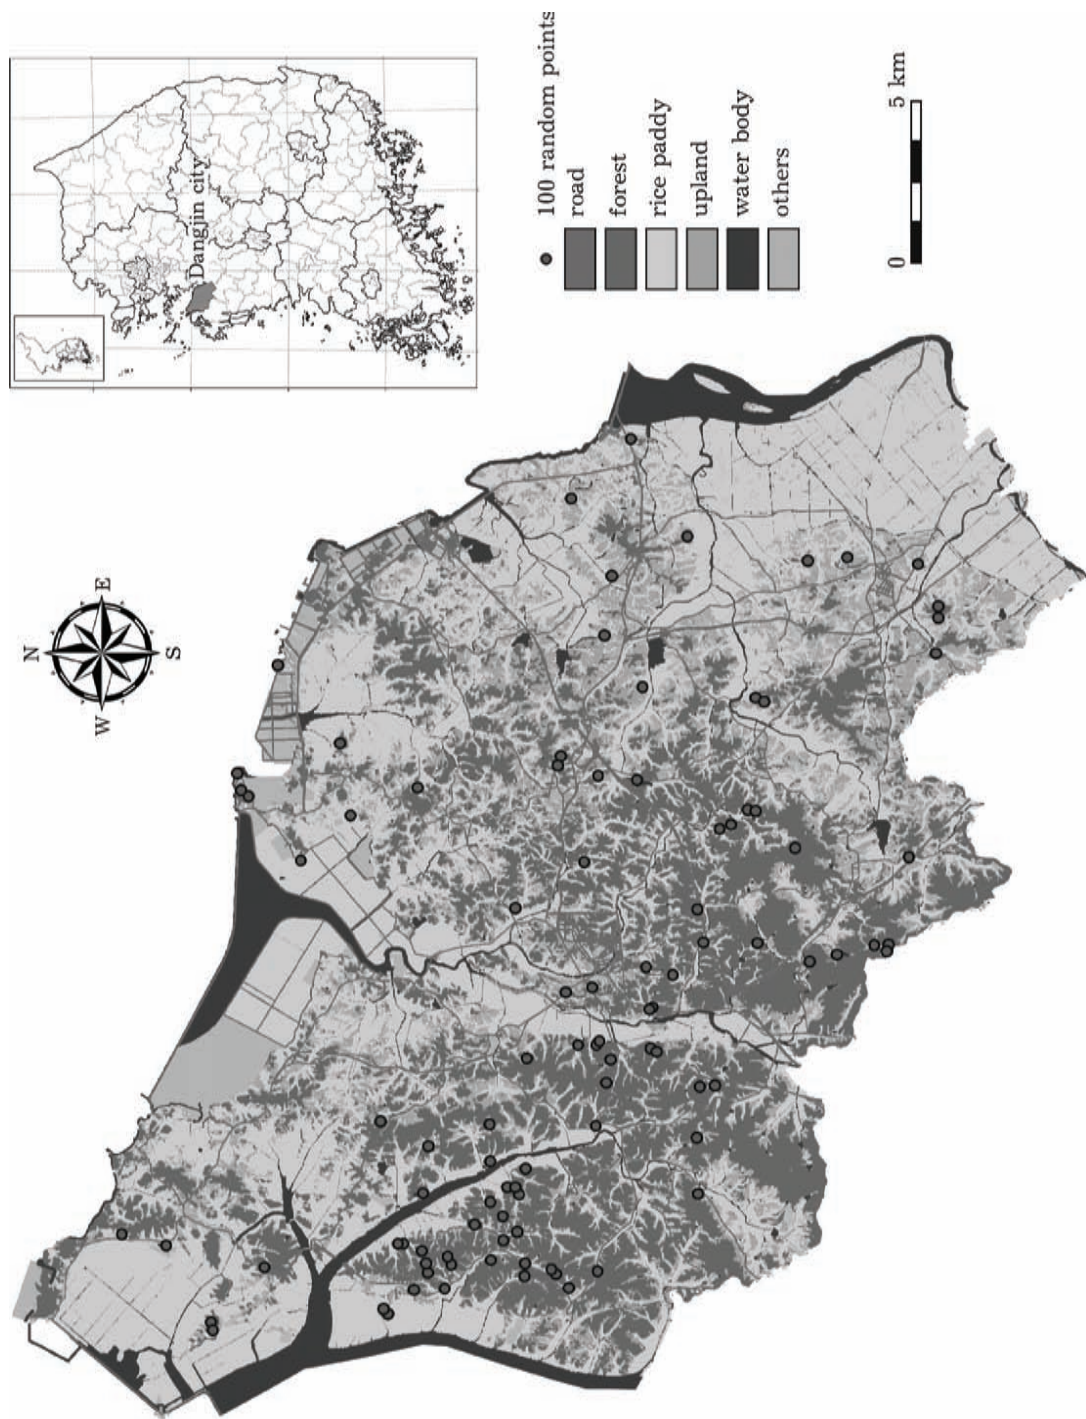 Dangjin city
N
E
S
W
100 random points
road
forest
rice paddy
upland
water body
others
0
5 km